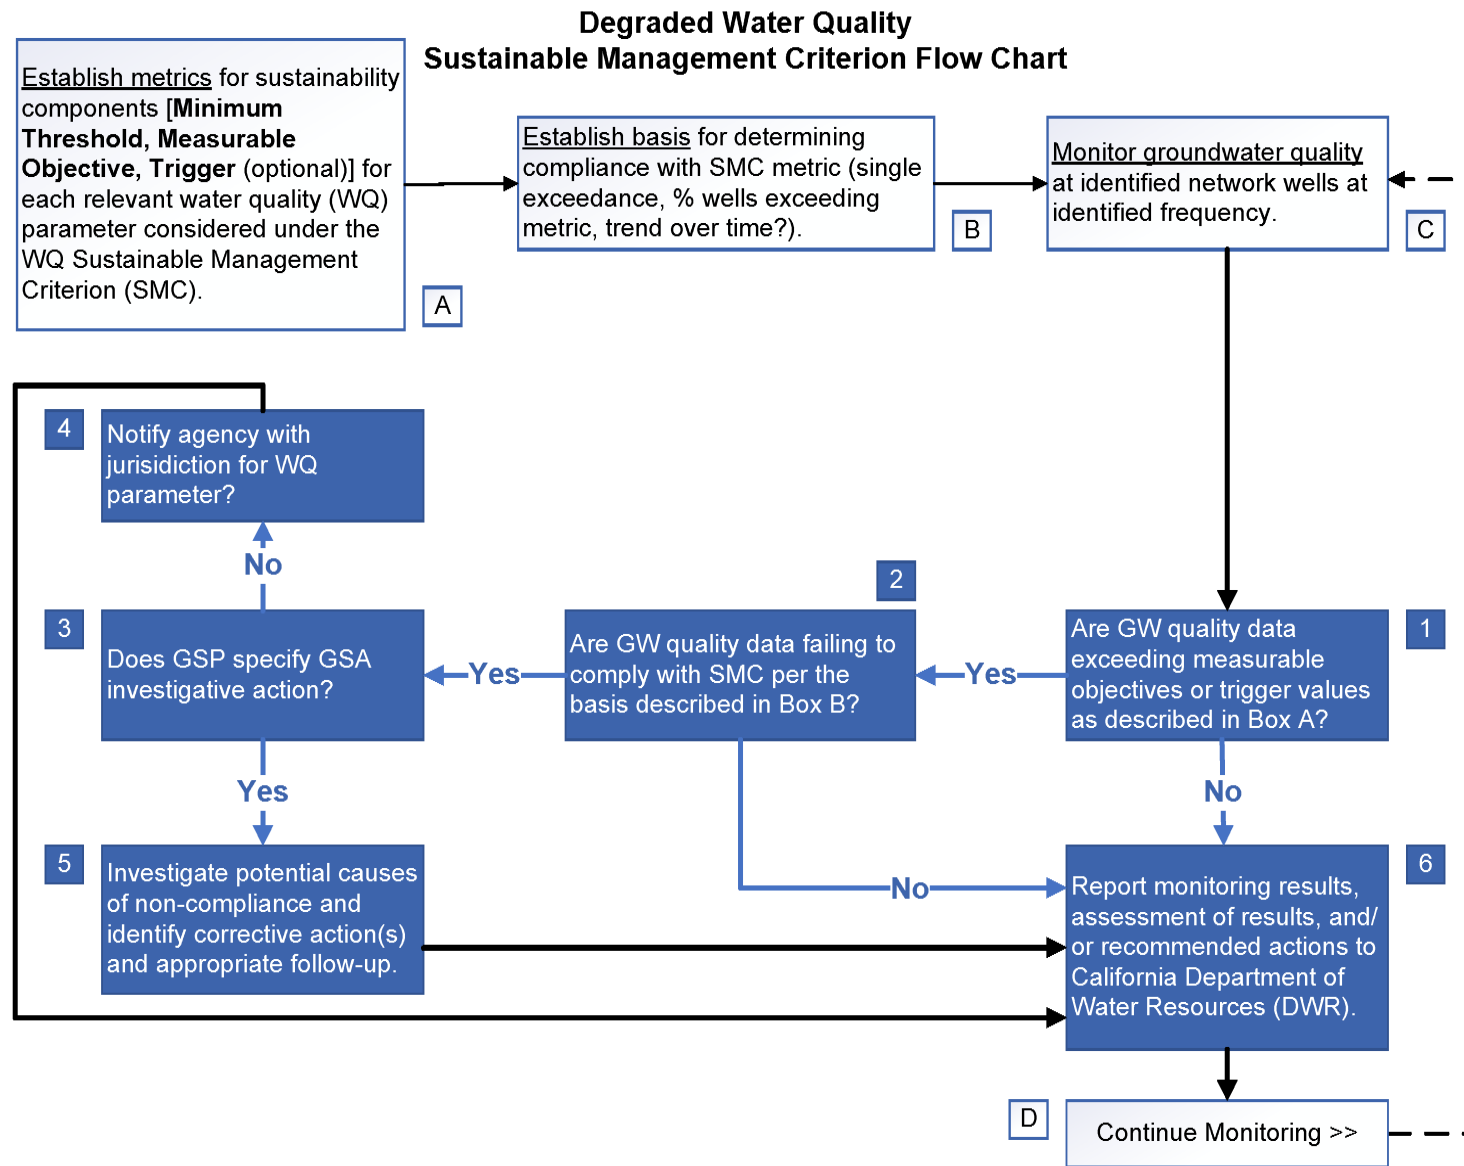 Degraded Water Quality
Sustainable Management Criterion Flow Chart
Establish metrics for sustainability
components [Minimum
Threshold, Measurable
Objective, Trigger (optional)] for
each relevant water quality (WQ)
parameter considered under the
WQ Sustainable Management
Criterion (SMC).
A
Establish basis for determining
compliance with SMC metric (single
exceedance, % wells exceeding
metric, trend over time?).
B
Monitor groundwater quality
at identified network wells at
identified frequency.
C
4
Notify agency with
jurisidiction for WQ
parameter?
No
3
Does GSP specify GSA
investigative action?
Yes
2
Are GW quality data failing to
comply with SMC per the
basis described in Box B?
Yes
1
Are GW quality data
exceeding measurable
objectives or trigger values
as described in Box A?
Yes
No
5
Investigate potential causes
of non-compliance and
identify corrective action(s)
and appropriate follow-up.
No
6
Report monitoring results,
assessment of results, and/
or recommended actions to
California Department of
Water Resources (DWR).
D
Continue Monitoring >>